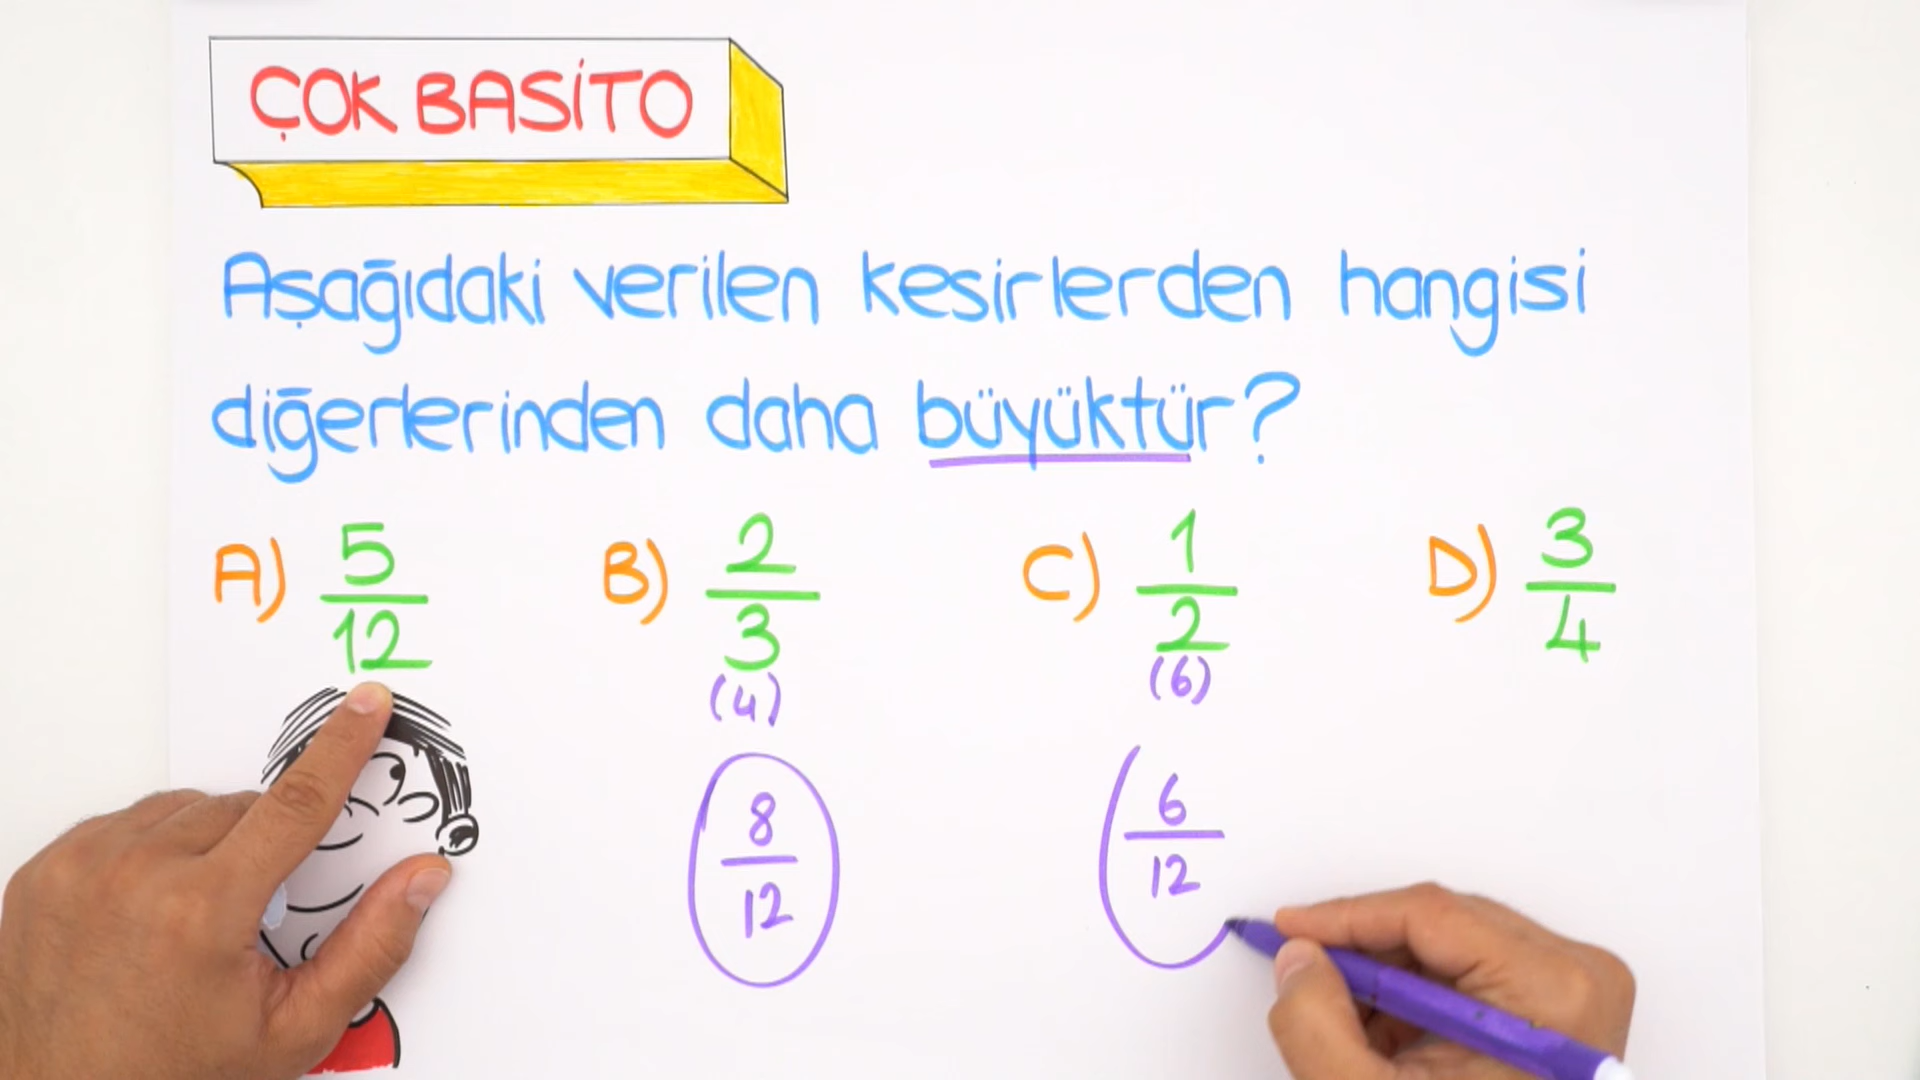 ÇOK BASİTO
Aşağıdaki verilen kesirlerden hangisi
diğerlerinden daha büyüktür?
A) 5/12 B) 2/3 C) 1/2 D) 3/4
(4) (6)
8/12 6/12